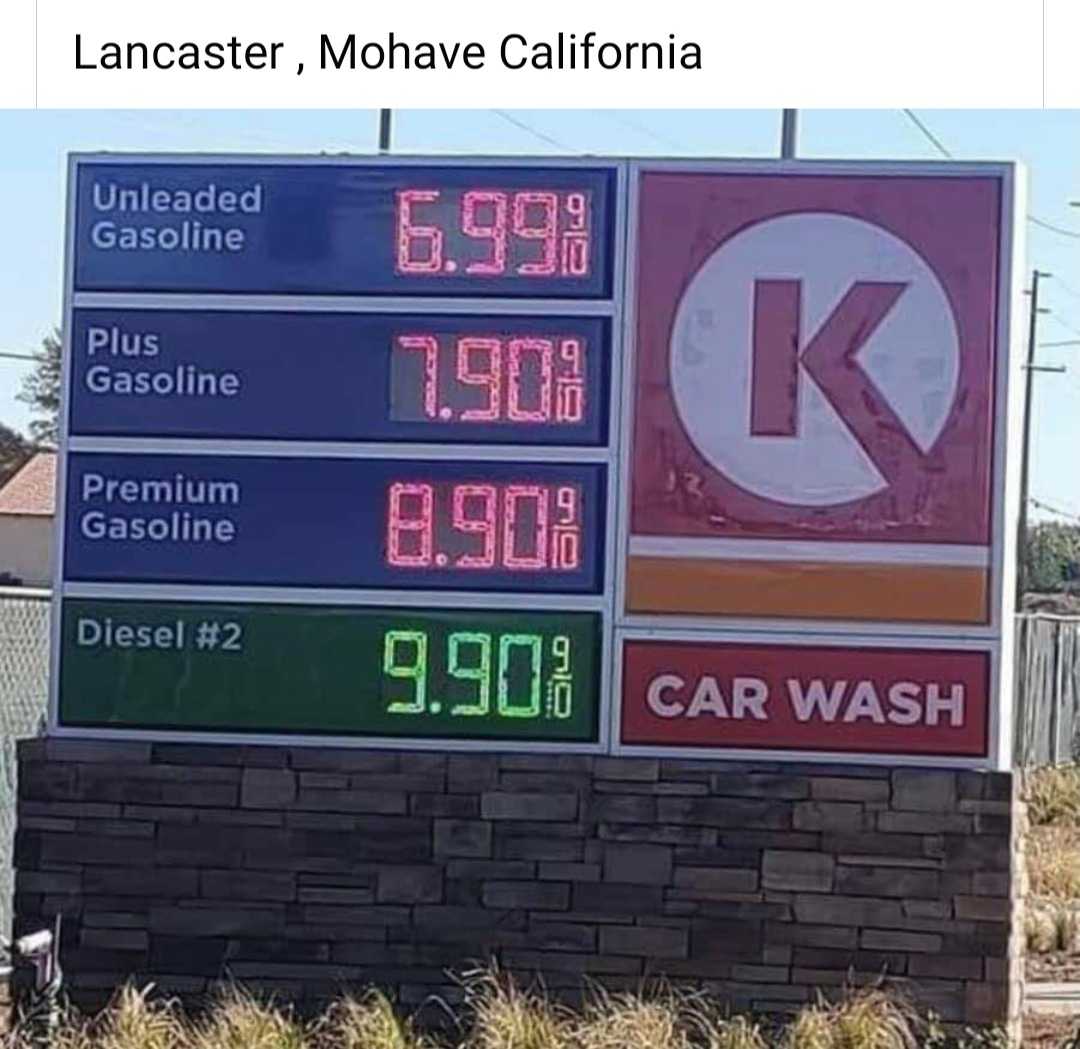 Lancaster , Mohave California
Unleaded
Gasoline
6.99 9/10
Plus
Gasoline
7.90 9/10
Premium
Gasoline
8.90 9/10
Diesel #2
9.90 9/10
K
CAR WASH